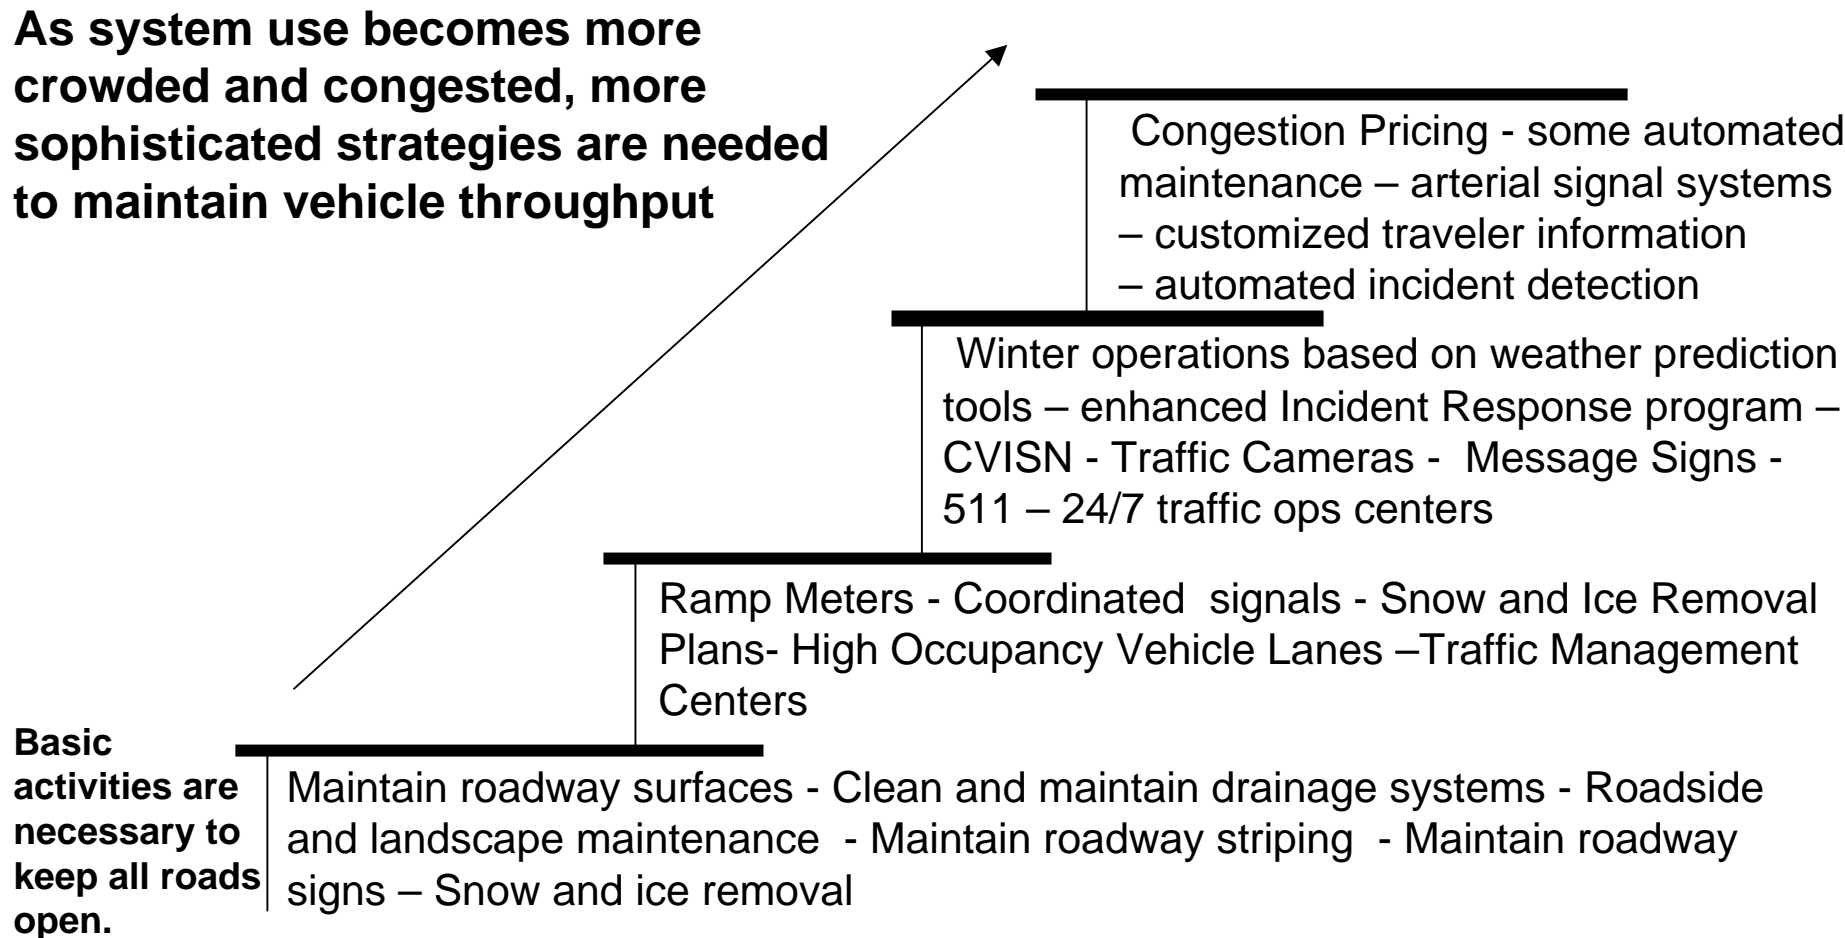 As system use becomes more
crowded and congested, more
sophisticated strategies are needed
to maintain vehicle throughput
Congestion Pricing - some automated
maintenance – arterial signal systems
– customized traveler information
– automated incident detection
Winter operations based on weather prediction
tools – enhanced Incident Response program –
CVISN - Traffic Cameras - Message Signs -
511 – 24/7 traffic ops centers
Ramp Meters - Coordinated signals - Snow and Ice Removal
Plans- High Occupancy Vehicle Lanes –Traffic Management
Centers
Basic
activities are
necessary to
keep all roads
open.
Maintain roadway surfaces - Clean and maintain drainage systems - Roadside
and landscape maintenance - Maintain roadway striping - Maintain roadway
signs – Snow and ice removal